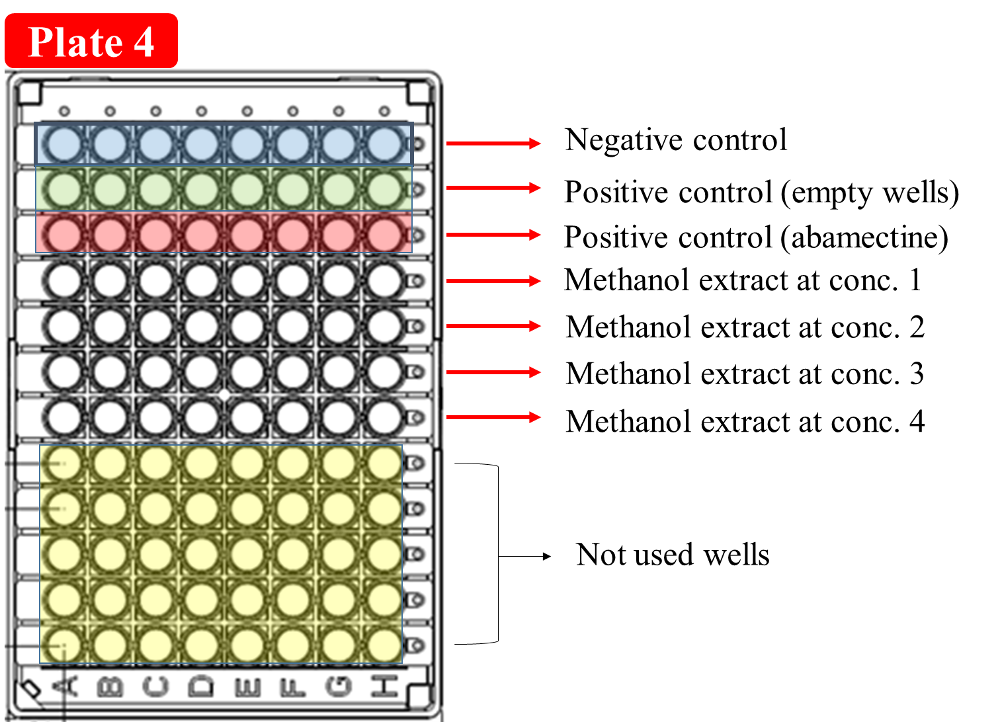 Plate 4
Negative control
Positive control (empty wells)
Positive control (abamectine)
Methanol extract at conc. 1
Methanol extract at conc. 2
Methanol extract at conc. 3
Methanol extract at conc. 4
Not used wells
A B C D E F G H